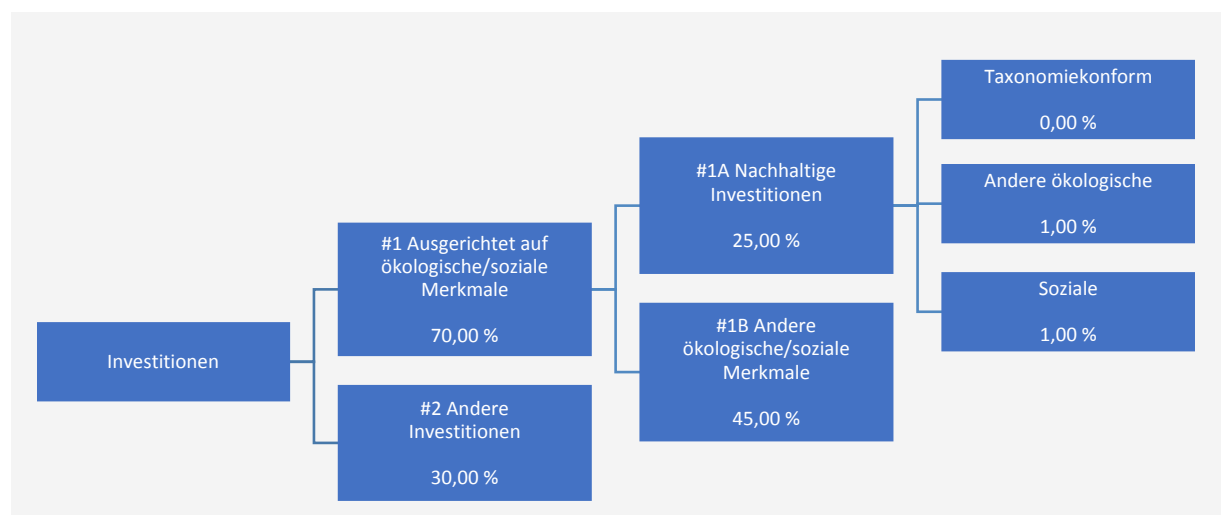 Investitionen
#1 Ausgerichtet auf
ökologische/soziale
Merkmale
70,00 %
#2 Andere
Investitionen
30,00 %
#1A Nachhaltige
Investitionen
25,00 %
#1B Andere
ökologische/soziale
Merkmale
45,00 %
Taxonomiekonform
0,00 %
Andere ökologische
1,00 %
Soziale
1,00 %